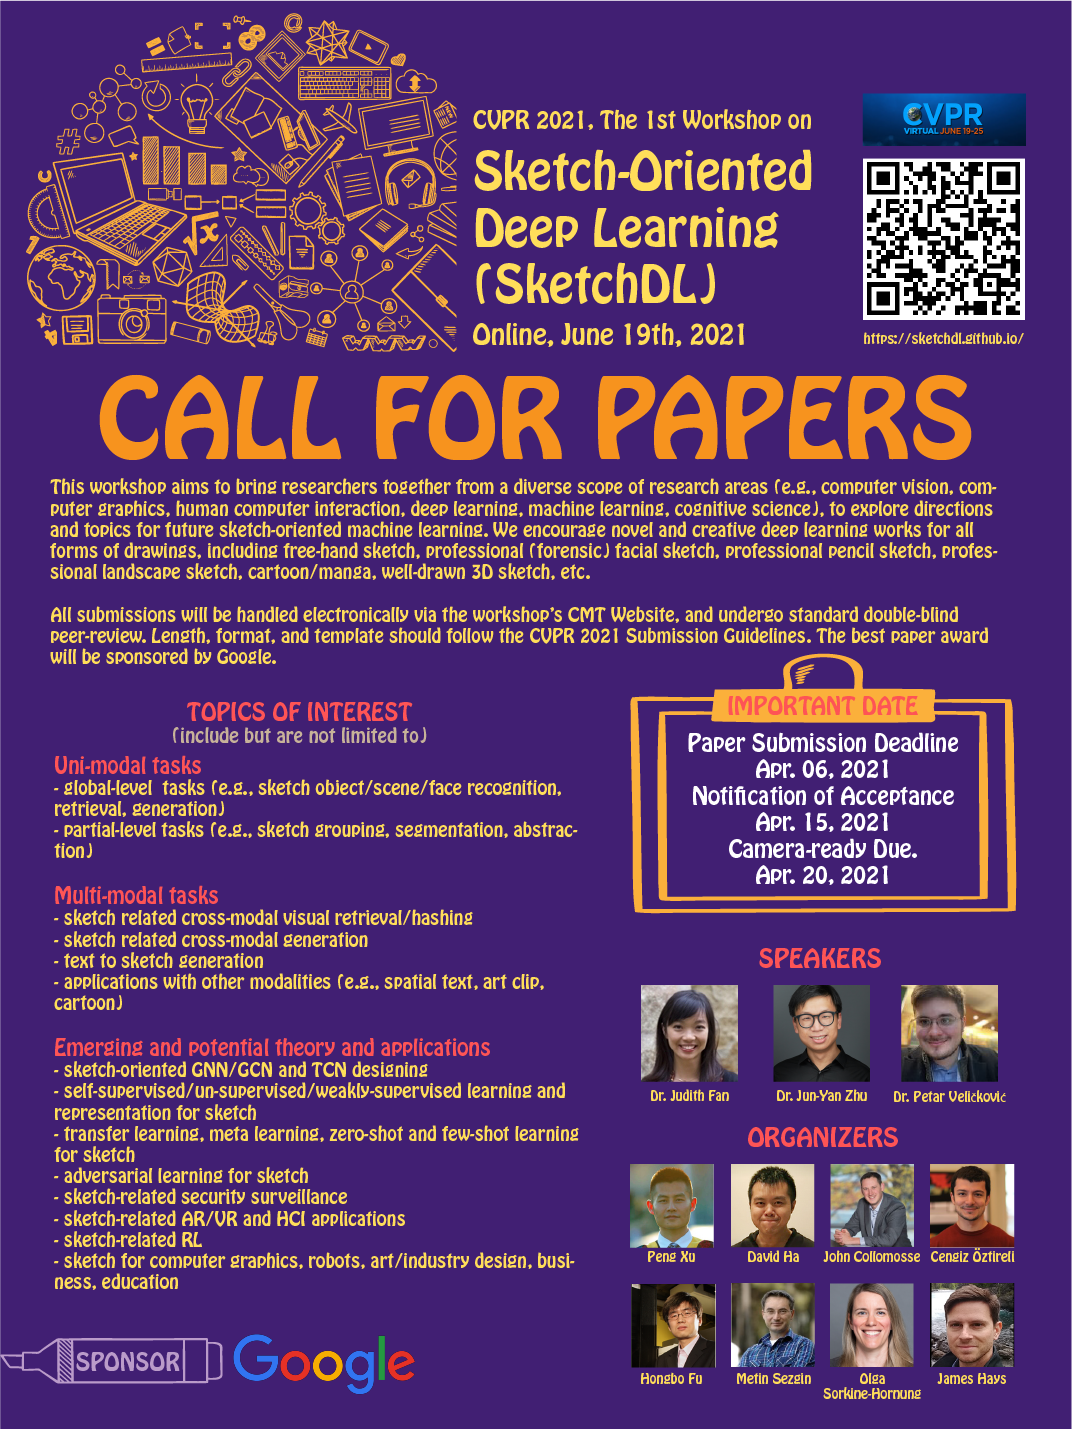 CVPR 2021, The 1st Workshop on
Sketch-Oriented
Deep Learning
(SketchDL)
Online, June 19th, 2021
CVPR
VIRTUAL JUNE 19-25
https://sketchdl.github.io/
CALL FOR PAPERS
This workshop aims to bring researchers together from a diverse scope of research areas (e.g., computer vision, com-
puter graphics, human computer interaction, deep learning, machine learning, cognitive science), to explore directions
and topics for future sketch-oriented machine learning. We encourage novel and creative deep learning works for all
forms of drawings, including free-hand sketch, professional (forensic) facial sketch, professional pencil sketch, profes-
sional landscape sketch, cartoon/manga, well-drawn 3D sketch, etc.
All submissions will be handled electronically via the workshop's CMT Website, and undergo standard double-blind
peer-review. Length, format, and template should follow the CVPR 2021 Submission Guidelines. The best paper award
will be sponsored by Google.
TOPICS OF INTEREST
(include but are not limited to)
Uni-modal tasks
- global-level tasks (e.g., sketch object/scene/face recognition,
retrieval, generation)
- partial-level tasks (e.g., sketch grouping, segmentation, abstrac-
tion)
Multi-modal tasks
- sketch related cross-modal visual retrieval/hashing
- sketch related cross-modal generation
- text to sketch generation
- applications with other modalities (e.g., spatial text, art clip,
cartoon)
Emerging and potential theory and applications
- sketch-oriented GNN/GCN and TCN designing
- self-supervised/un-supervised/weakly-supervised learning and
representation for sketch
- transfer learning, meta learning, zero-shot and few-shot learning
for sketch
- adversarial learning for sketch
- sketch-related security surveillance
- sketch-related AR/VR and HCI applications
- sketch-related RL
- sketch for computer graphics, robots, art/industry design, busi-
ness, education
SPONSOR
Google
IMPORTANT DATE
Paper Submission Deadline
Apr. 06, 2021
Notification of Acceptance
Apr. 15, 2021
Camera-ready Due.
Apr. 20, 2021
SPEAKERS
Dr. Judith Fan
Dr. Jun-Yan Zhu
Dr. Petar Veličković
ORGANIZERS
Peng Xu
David Ha
John Collomosse
Cengiz Öztireli
Hongbo Fu
Metin Sezgin
Olga
Sorkine-Hornung
James Hays